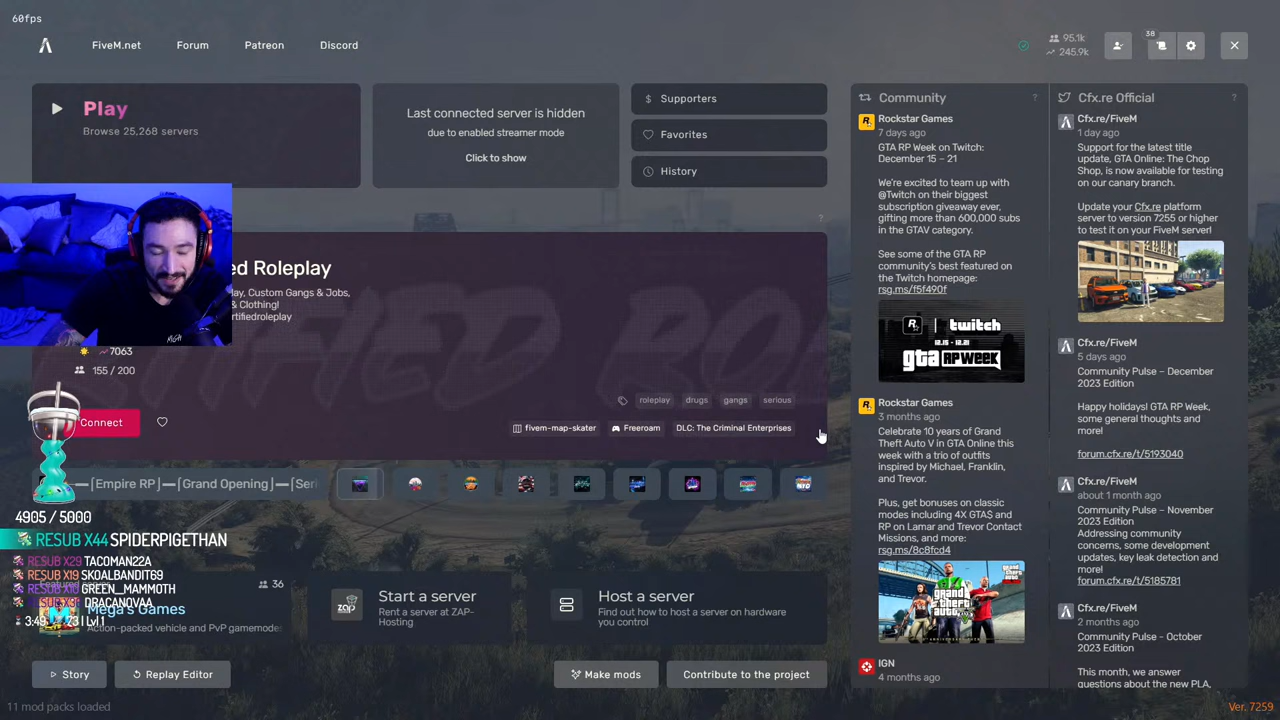 60fps
FiveM.net
Forum
Patreon
Discord
95.1k
245.9k
38
Play
Browse 25,268 servers
Last connected server is hidden
due to enabled streamer mode
Click to show
$ Supporters
Favorites
History
?
ed Roleplay
lay, Custom Gangs & Jobs,
& Clothing!
rtifiedroleplay
7063
155 / 200
Connect
roleplay
drugs
gangs
serious
fivem-map-skater
Freeroam
DLC: The Criminal Enterprises
[Empire RP]—[Grand Opening]—[Seri
4905 / 5000
RESUB X44 SPIDERPIGETHAN
RESUB X29 TACOMAN22A
RESUB X19 SKOALBANDIT69
GREEN_MAMMOTH
DRACANOVAA
36
Mega's Games
Action-packed vehicle and PvP gamemode
Start a server
Rent a server at ZAP-
Hosting
Host a server
Find out how to host a server on hardware
you control
Story
Replay Editor
Make mods
Contribute to the project
11 mod packs loaded
Community
?
Rockstar Games
7 days ago
GTA RP Week on Twitch:
December 15 – 21
We're excited to team up with
@Twitch on their biggest
subscription giveaway ever,
gifting more than 600,000 subs
in the GTAV category.
See some of the GTA RP
community's best featured on
the Twitch homepage:
rsg.ms/f5f490f
R twitch
12.15 - 12.21
gta RP WEEK
Rockstar Games
3 months ago
Celebrate 10 years of Grand
Theft Auto V in GTA Online this
week with a trio of outfits
inspired by Michael, Franklin,
and Trevor.
Plus, get bonuses on classic
modes including 4X GTA$ and
RP on Lamar and Trevor Contact
Missions, and more:
rsg.ms/8c8fcd4
IGN
4 months ago
Cfx.re Official
?
Cfx.re/FiveM
1 day ago
Support for the latest title
update, GTA Online: The Chop
Shop, is now available for testing
on our canary branch.
Update your Cfx.re platform
server to version 7255 or higher
to test it on your FiveM server!
Cfx.re/FiveM
5 days ago
Community Pulse – December
2023 Edition
Happy holidays! GTA RP Week,
some general thoughts and
more!
forum.cfx.re/t/5193040
Cfx.re/FiveM
about 1 month ago
Community Pulse - November
2023 Edition
Addressing community
concerns, some development
updates, key leak detection and
more!
forum.cfx.re/t/5185781
Cfx.re/FiveM
2 months ago
Community Pulse - October
2023 Edition
This month, we answer
questions about the new PLA,
Ver. 7259